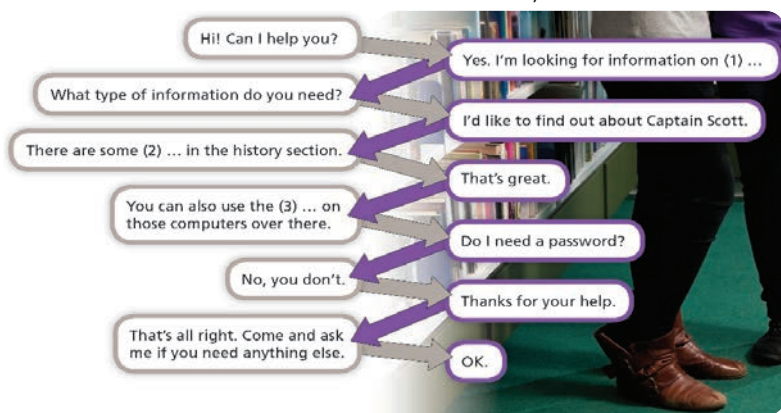 Hi! Can I help you?
Yes. I'm looking for information on (1) ...
What type of information do you need?
I'd like to find out about Captain Scott.
There are some (2) ... in the history section.
That's great.
You can also use the (3) ... on
those computers over there.
Do I need a password?
No, you don't.
Thanks for your help.
That's all right. Come and ask
me if you need anything else.
OK.